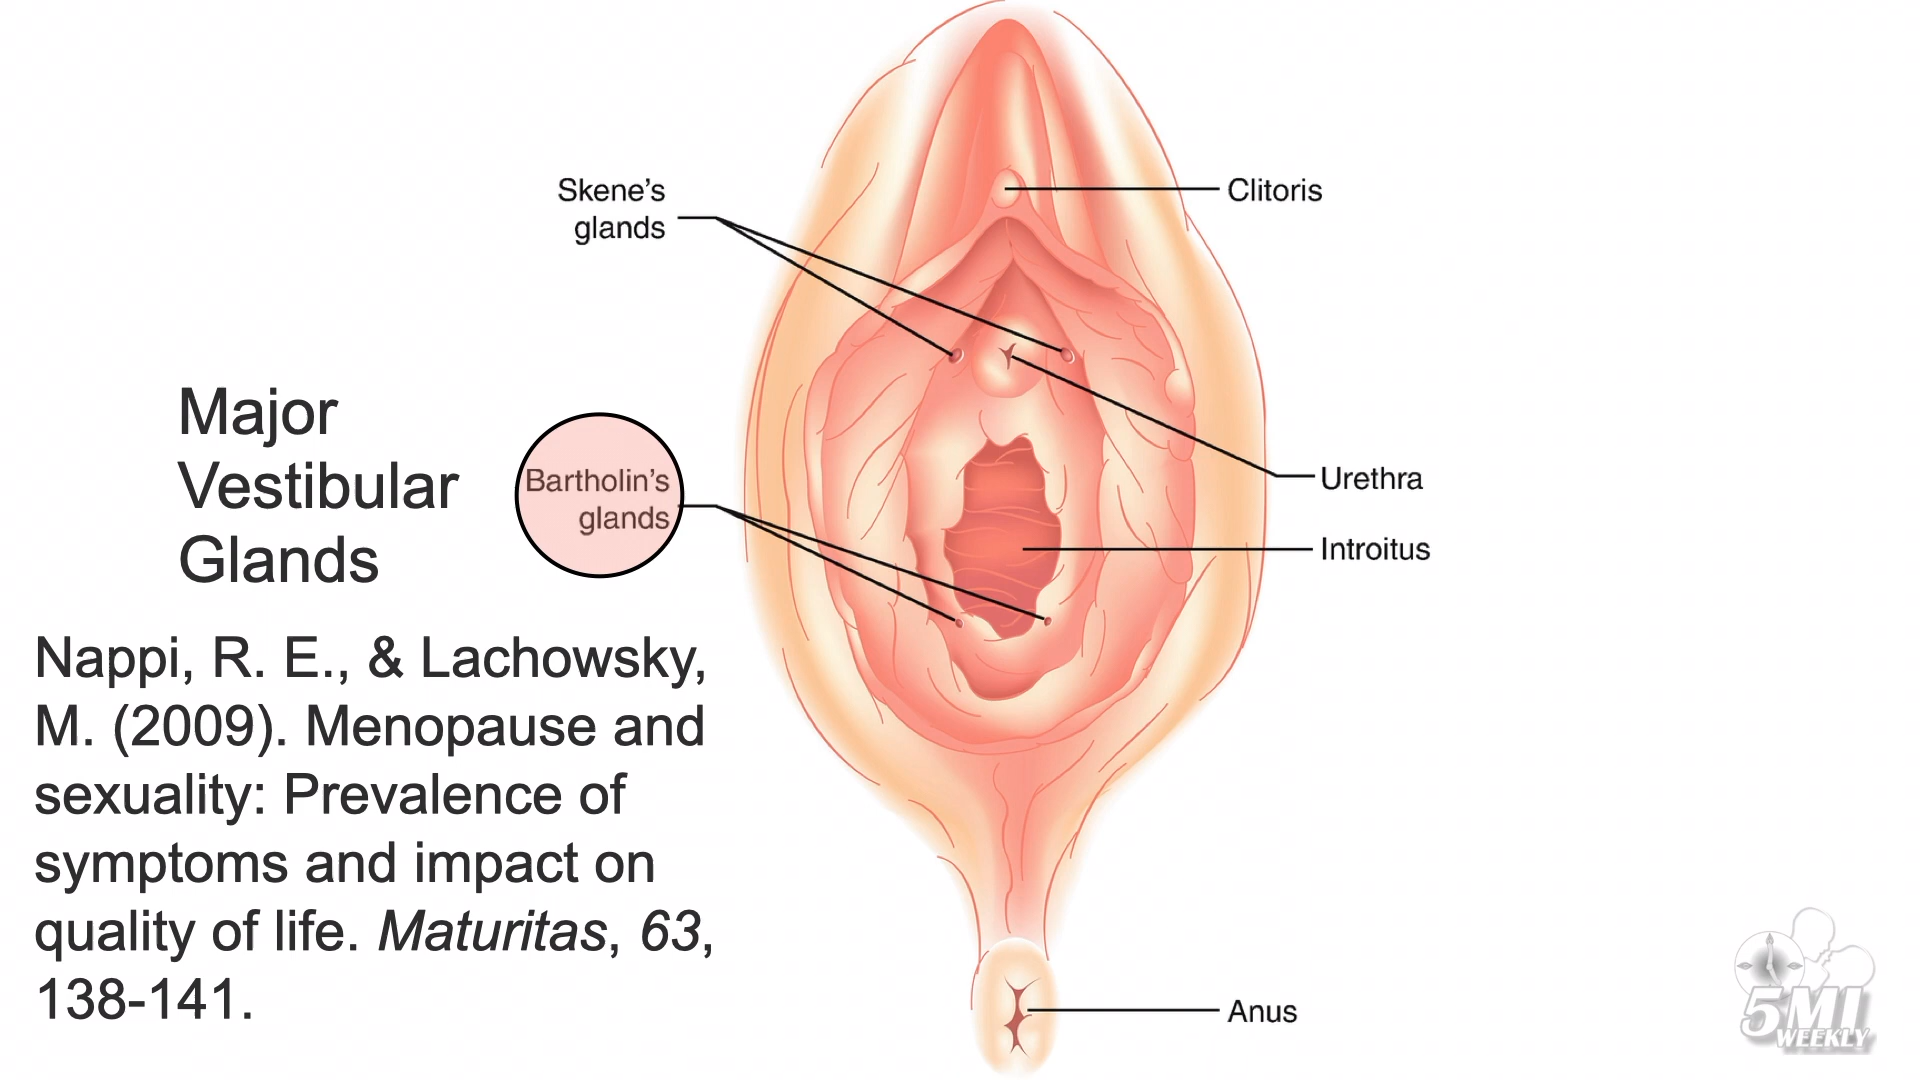 Skene's
glands
Clitoris
Major
Vestibular
Glands
Bartholin's
glands
Urethra
Introitus
Nappi, R. E., & Lachowsky,
M. (2009). Menopause and
sexuality: Prevalence of
symptoms and impact on
quality of life. Maturitas, 63,
138-141.
Anus
5MI
WEEKLY